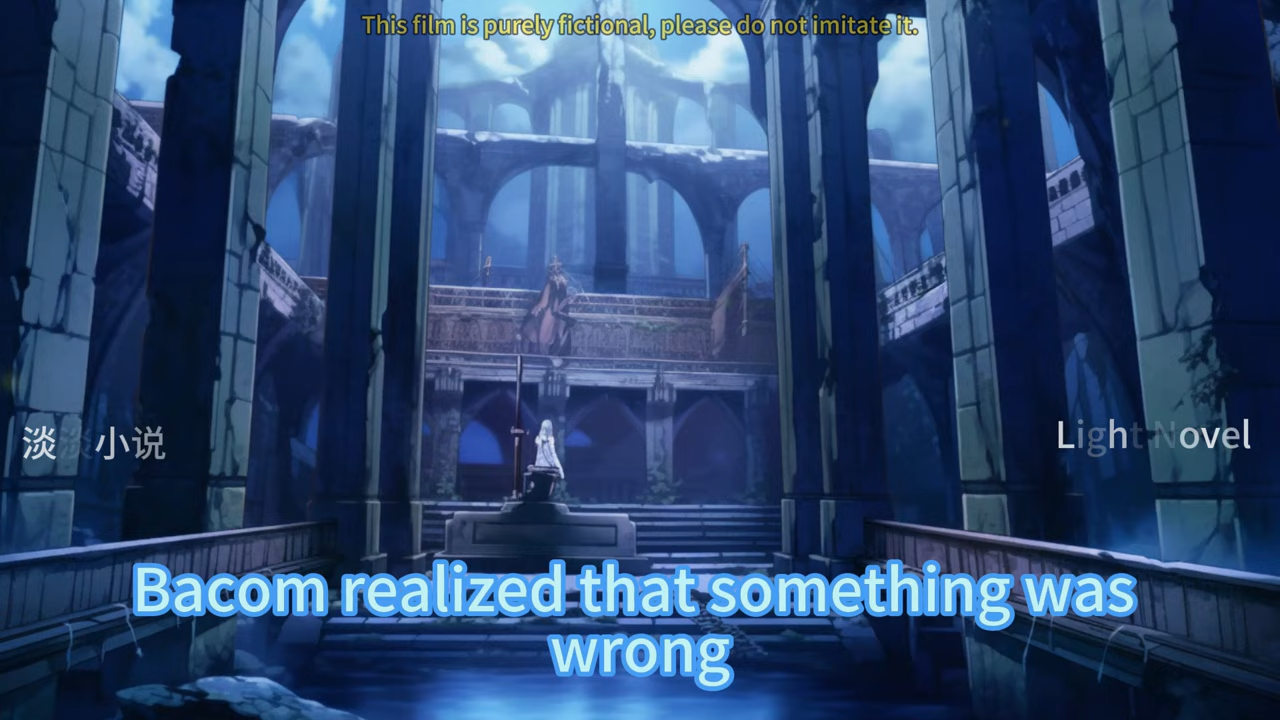 This film is purely fictional, please do not imitate it.
淡淡小说
Light Novel
Bacom realized that something was
wrong